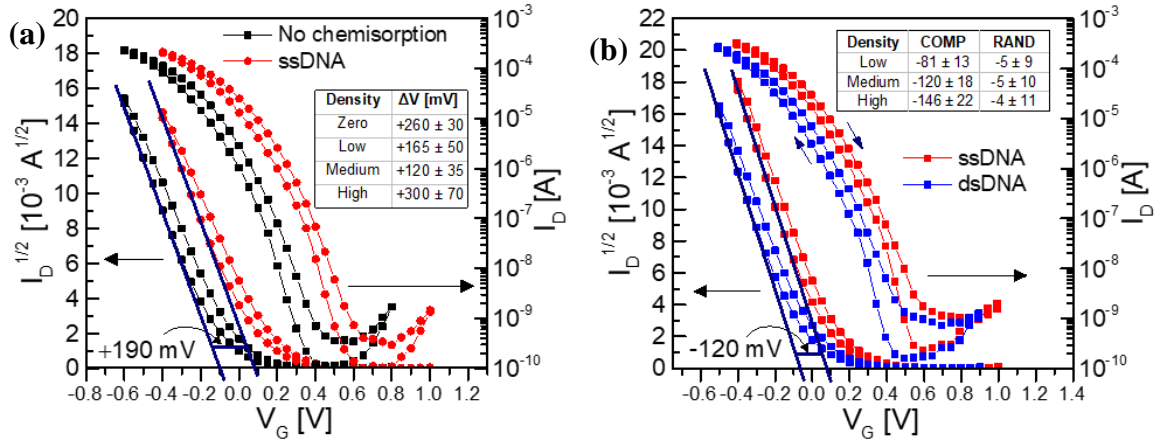 (a)
No chemisorption
ssDNA
Density ΔV [mV]
Zero +260 ± 30
Low +165 ± 50
Medium +120 ± 35
High +300 ± 70
+190 mV
20
18
16
14
12
10
8
6
4
2
0
I_D^1/2 [10^-3 A^1/2]
10^-3
10^-4
10^-5
10^-6
10^-7
10^-8
10^-9
10^-10
I_D [A]
-0.8 -0.6 -0.4 -0.2 0.0 0.2 0.4 0.6 0.8 1.0 1.2
V_G [V]
(b)
Density COMP RAND
Low -81 ± 13 -5 ± 9
Medium -120 ± 18 -5 ± 10
High -146 ± 22 -4 ± 11
ssDNA
dsDNA
-120 mV
22
20
18
16
14
12
10
8
6
4
2
0
I_D^1/2 [10^-3 A^1/2]
10^-3
10^-4
10^-5
10^-6
10^-7
10^-8
10^-9
10^-10
I_D [A]
-0.8 -0.6 -0.4 -0.2 0.0 0.2 0.4 0.6 0.8 1.0 1.2 1.4
V_G [V]